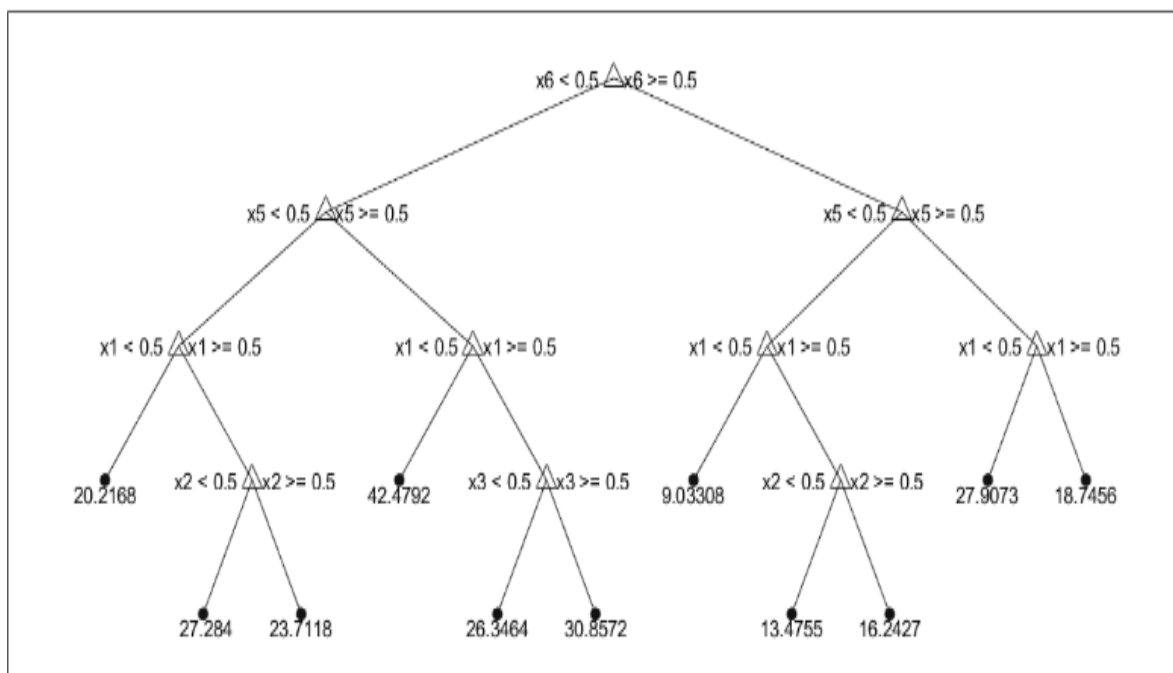 x6 < 0.5 x6 >= 0.5
x5 < 0.5 x5 >= 0.5 x5 < 0.5 x5 >= 0.5
x1 < 0.5 x1 >= 0.5 x1 < 0.5 x1 >= 0.5 x1 < 0.5 x1 >= 0.5 x1 < 0.5 x1 >= 0.5
x2 < 0.5 x2 >= 0.5 x3 < 0.5 x3 >= 0.5 x2 < 0.5 x2 >= 0.5
20.2168 42.4792 9.03308 27.9073 18.7456
27.284 23.7118 26.3464 30.8572 13.4755 16.2427